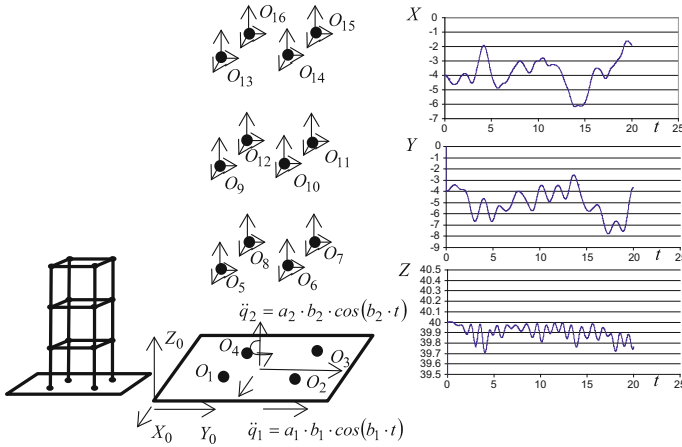 O16
O15
O13
O14
O12
O11
O9
O10
O8
O7
O5
O6
q̈2 = a2 · b2 · cos(b2 · t)
Z0
O4
O3
O1
O2
X0
Y0
q̈1 = a1 · b1 · cos(b1 · t)
X
0
-1
-2
-3
-4
-5
-6
-7
0 5 10 15 20 25
t
Y
0
-1
-2
-3
-4
-5
-6
-7
-8
-9
0 5 10 15 20 25
t
Z
40.5
40.4
40.3
40.2
40.1
40
39.9
39.8
39.7
39.6
39.5
0 5 10 15 20 25
t